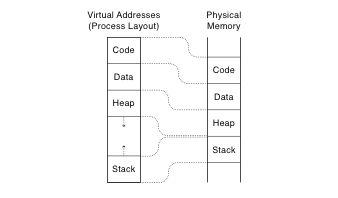 Virtual Addresses
(Process Layout)
Physical
Memory
Code
Data
Heap
Stack
Code
Data
Heap
Stack